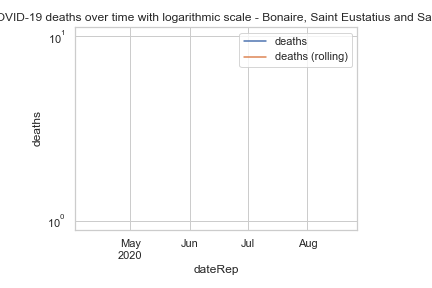 OVID-19 deaths over time with logarithmic scale - Bonaire, Saint Eustatius and Sa
10¹
deaths
deaths (rolling)
deaths
10⁰
May
2020
Jun
Jul
Aug
dateRep